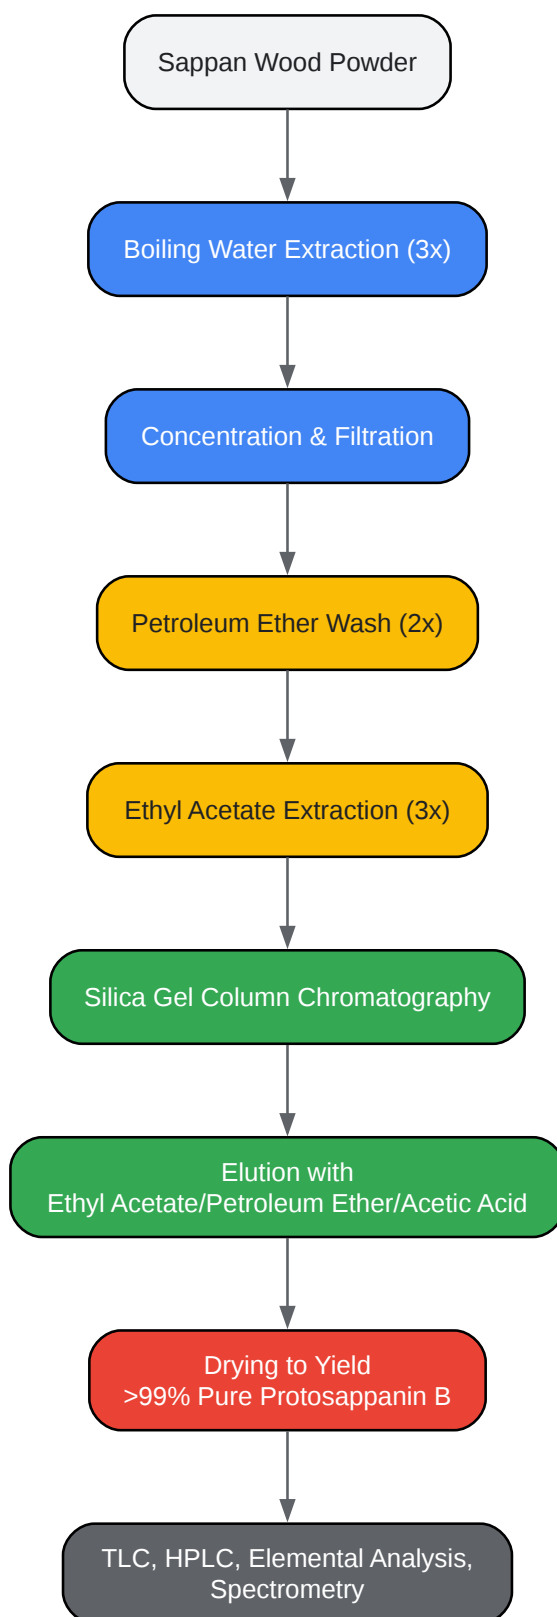 Sappan Wood Powder
Boiling Water Extraction (3x)
Concentration & Filtration
Petroleum Ether Wash (2x)
Ethyl Acetate Extraction (3x)
Silica Gel Column Chromatography
Elution with
Ethyl Acetate/Petroleum Ether/Acetic Acid
Drying to Yield
>99% Pure Protosappanin B
TLC, HPLC, Elemental Analysis,
Spectrometry